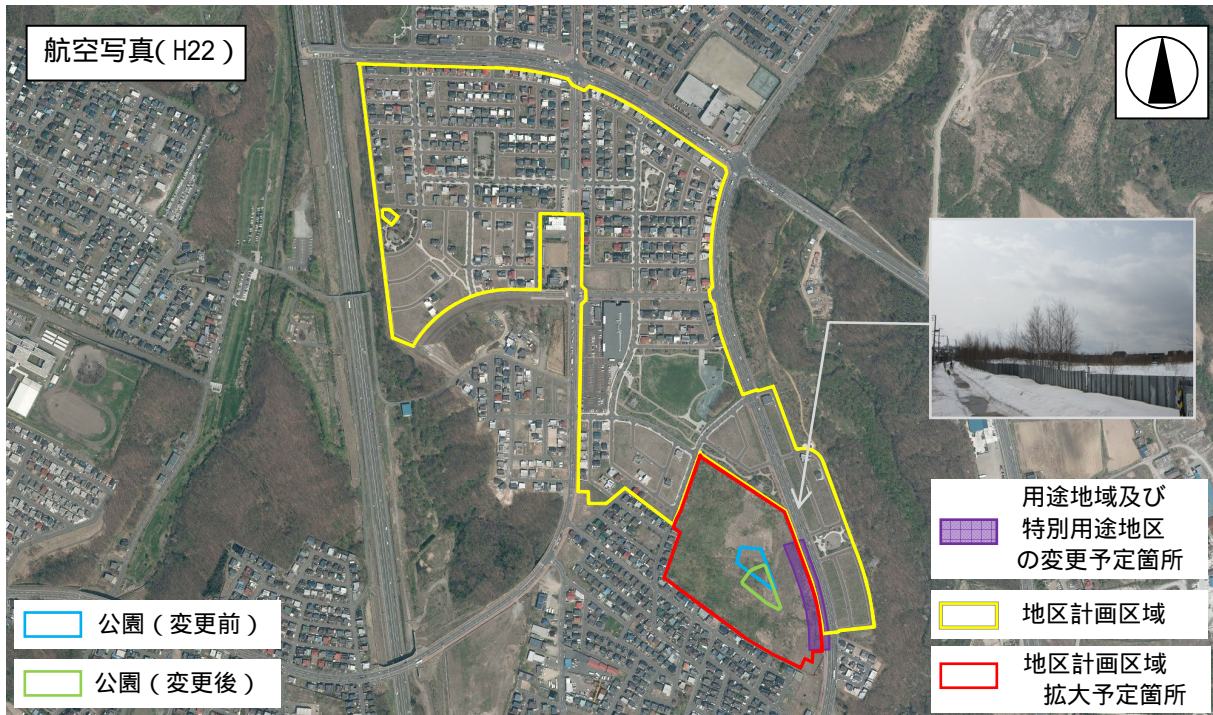 航空写真(H22)
公園(変更前)
公園(変更後)
用途地域及び
特別用途地区
の変更予定箇所
地区計画区域
地区計画区域
拡大予定箇所